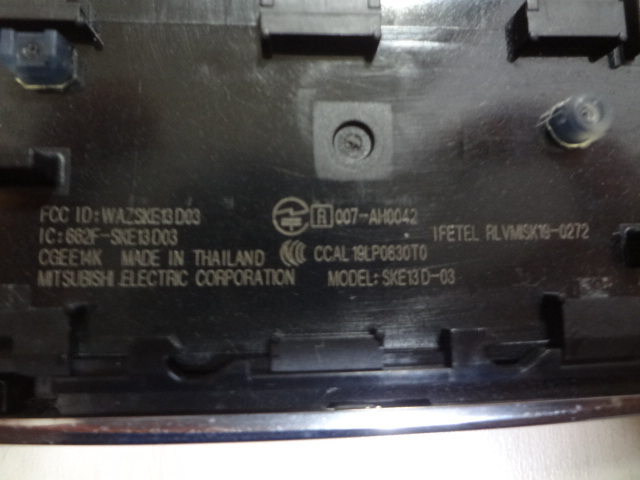 FCC ID: WAZSKE13D03
IC: 662F-SKE13D03
CGEE14K MADE IN THAILAND
MITSUBISHI ELECTRIC CORPORATION
R 007-AH0042
CCAL19LP0630T0
MODEL: SKE13D-03
IFETEL RLVMISK19-0272